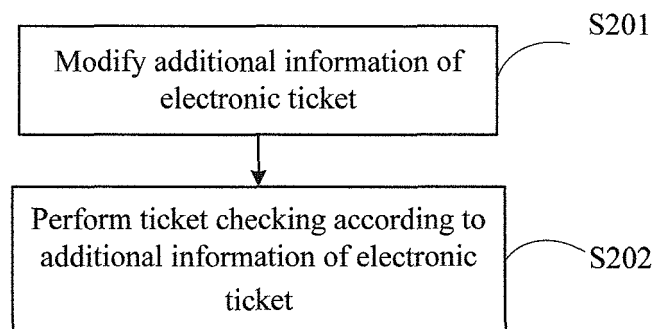 S201
Modify additional information of
electronic ticket
Perform ticket checking according to
additional information of electronic
ticket
S202